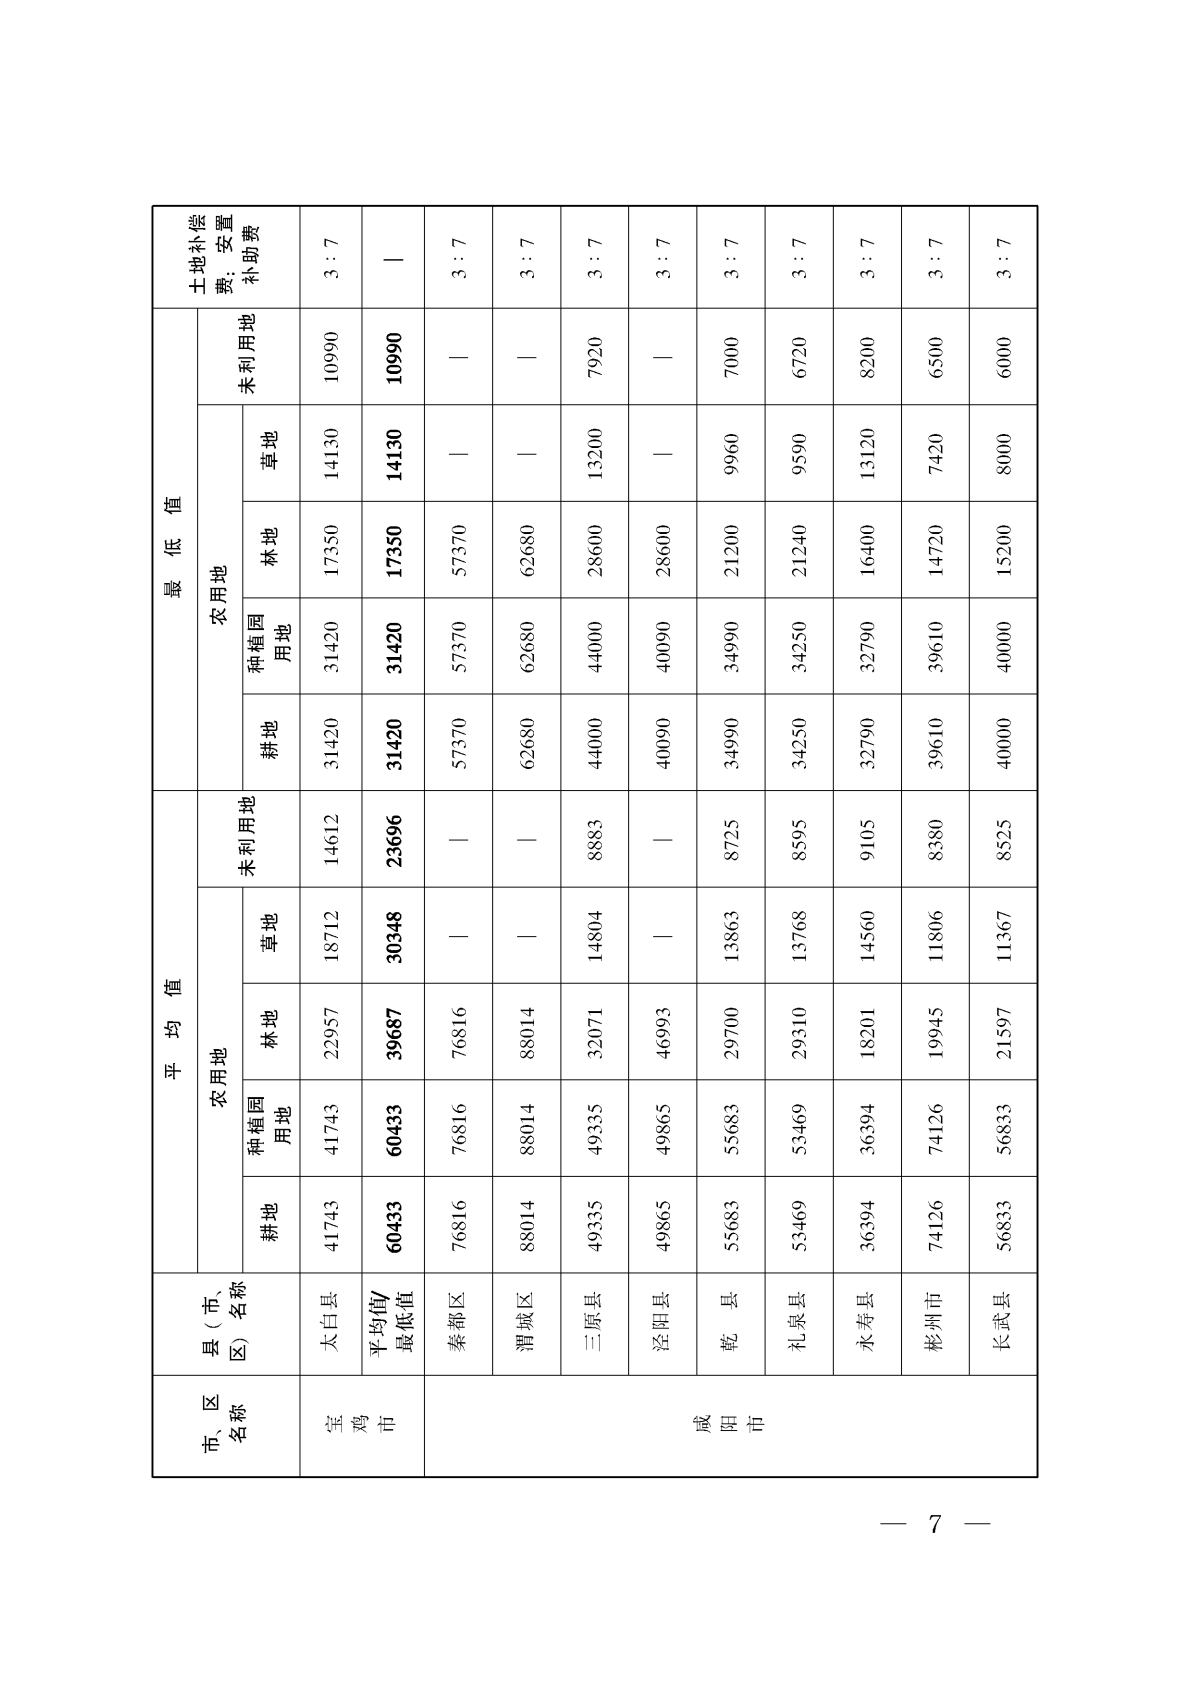 市、区
名称
县（市、
区）名称
平 均 值
最 低 值
土地补偿
费：安置
补助费
农用地
未利用地
农用地
未利用地
耕地
种植园
用地
林地
草地
耕地
种植园
用地
林地
草地
宝
鸡
市
太白县 41743 41743 22957 18712 14612 31420 31420 17350 14130 10990 3：7
平均值/
最低值
60433 60433 39687 30348 23696 31420 31420 17350 14130 10990 —
咸
阳
市
秦都区 76816 76816 76816 — — 57370 57370 57370 — — 3：7
渭城区 88014 88014 88014 — — 62680 62680 62680 — — 3：7
三原县 49335 49335 32071 14804 8883 44000 44000 28600 13200 7920 3：7
泾阳县 49865 49865 46993 — — 40090 40090 28600 — — 3：7
乾 县 55683 55683 29700 13863 8725 34990 34990 21200 9960 7000 3：7
礼泉县 53469 53469 29310 13768 8595 34250 34250 21240 9590 6720 3：7
永寿县 36394 36394 18201 14560 9105 32790 32790 16400 13120 8200 3：7
彬州市 74126 74126 19945 11806 8380 39610 39610 14720 7420 6500 3：7
长武县 56833 56833 21597 11367 8525 40000 40000 15200 8000 6000 3：7
— 7 —